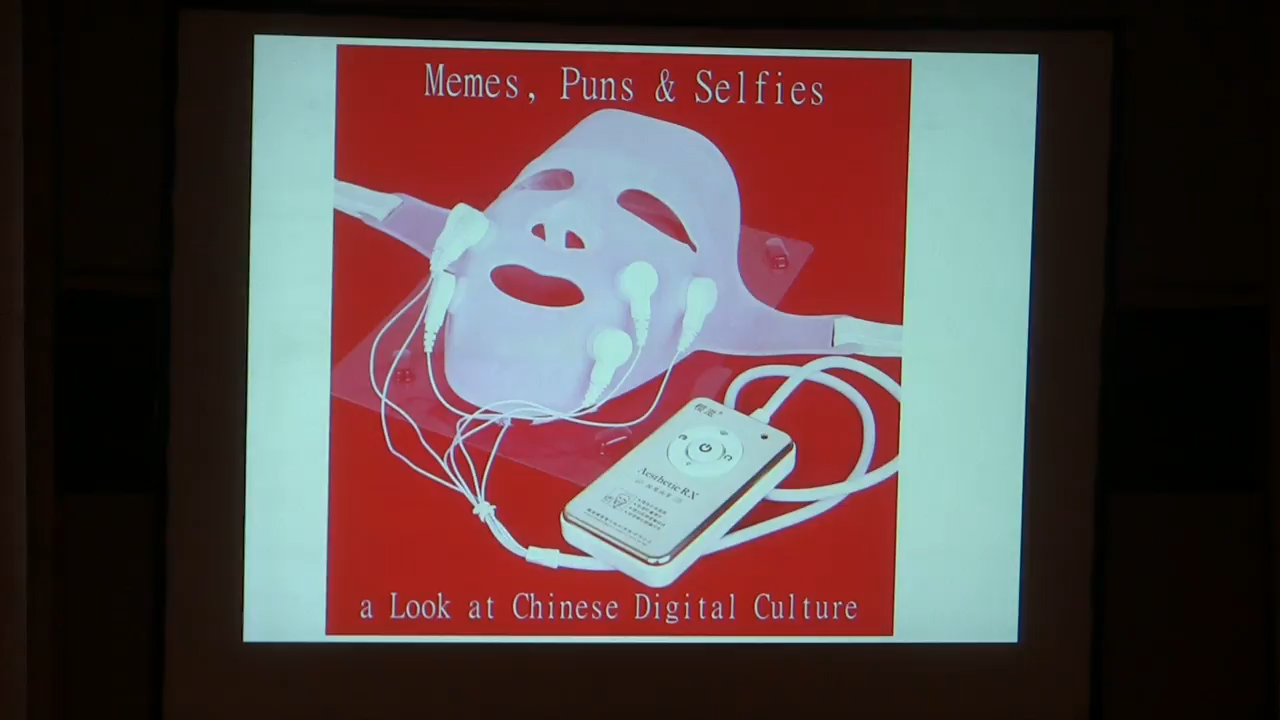 Memes, Puns & Selfies
Aesthetic RX
a Look at Chinese Digital Culture